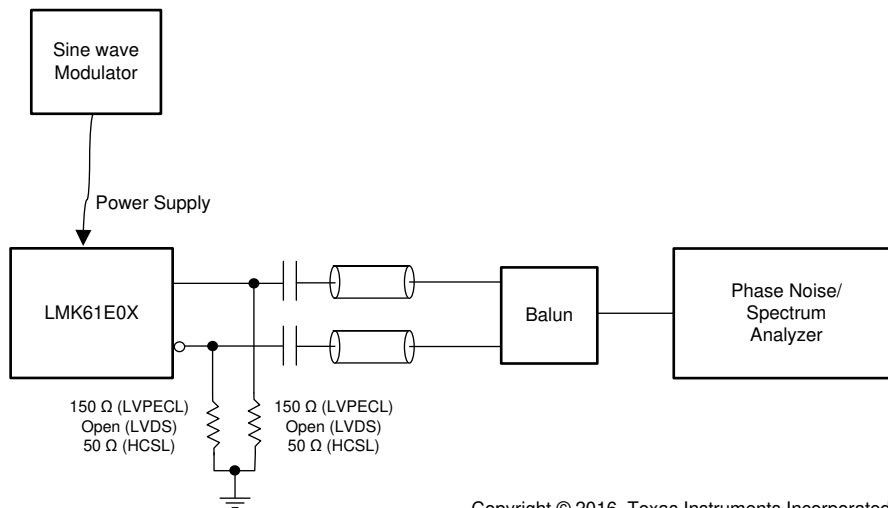 Sine wave
Modulator
Power Supply
LMK61E0X
Balun
Phase Noise/
Spectrum
Analyzer
150 Ω (LVPECL)
Open (LVDS)
50 Ω (HCSL)
150 Ω (LVPECL)
Open (LVDS)
50 Ω (HCSL)
Copyright © 2016, Texas Instruments Incorporated